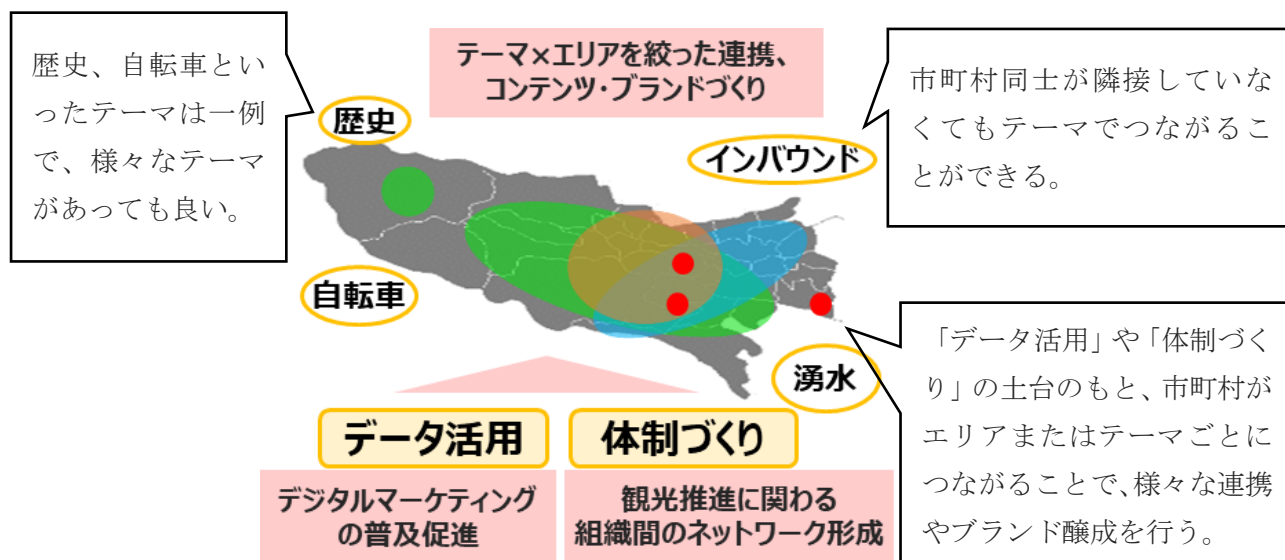 歴史、自転車とい
ったテーマは一例
で、様々なテーマ
があっても良い。
テーマ×エリアを絞った連携、
コンテンツ・ブランドづくり
市町村同士が隣接していな
くてもテーマでつながるこ
とができる。
歴史
インバウンド
自転車
湧水
「データ活用」や「体制づく
り」の土台のもと、市町村が
エリアまたはテーマごとに
つながることで、様々な連携
やブランド醸成を行う。
データ活用
体制づくり
デジタルマーケティング
の普及促進
観光推進に関わる
組織間のネットワーク形成